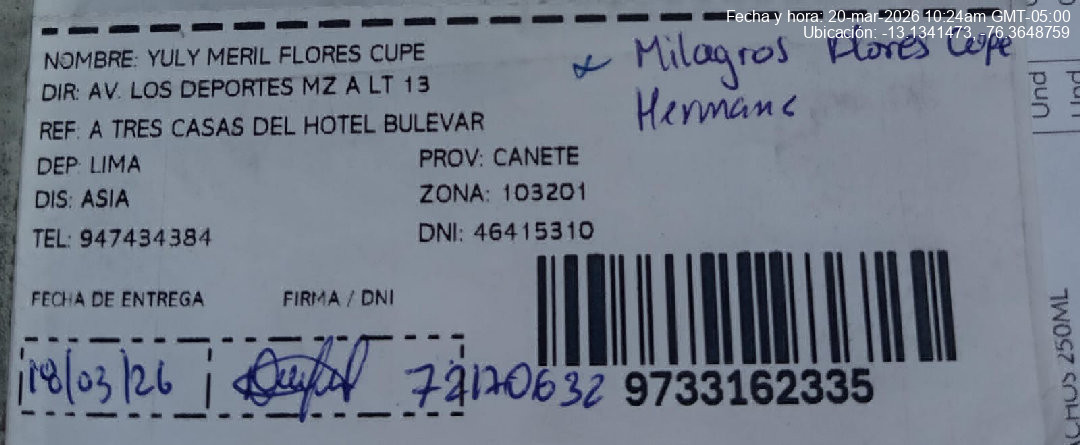 Fecha y hora: 20-mar-2026 10:24am GMT-05:00
Ubicación: -13.1341473, -76.3648759
NOMBRE: YULY MERIL FLORES CUPE
Milagros Flores Cupe
DIR: AV. LOS DEPORTES MZ A LT 13
Hermana
REF: A TRES CASAS DEL HOTEL BULEVAR
DEP: LIMA
PROV: CANETE
DIS: ASIA
ZONA: 103201
TEL: 947434384
DNI: 46415310
FECHA DE ENTREGA
FIRMA / DNI
18/03/26
9733162335
Und
Und
250ML